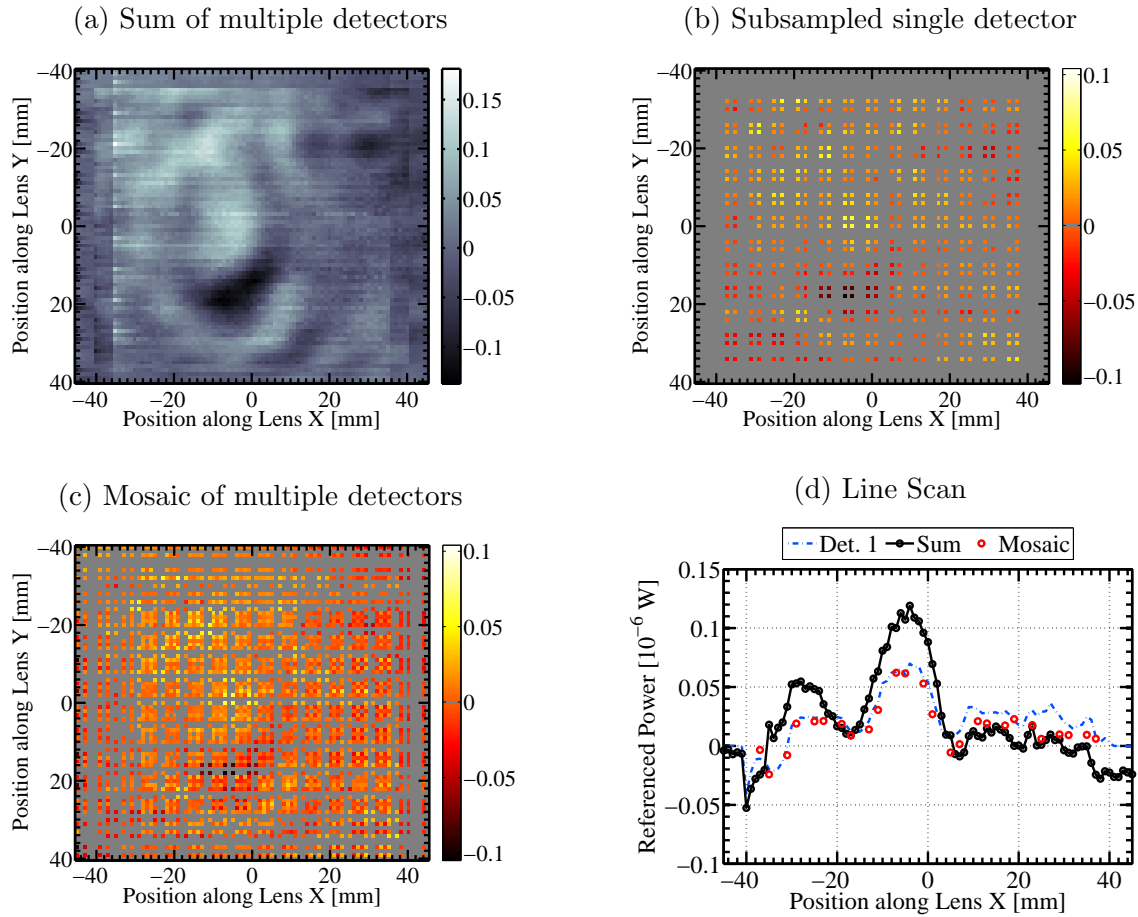 (a) Sum of multiple detectors
(b) Subsampled single detector
−40
−20
0
20
40
−40 −20 0 20 40
Position along Lens X [mm]
Position along Lens Y [mm]
0.15
0.1
0.05
0
−0.05
−0.1
−40
−20
0
20
40
−40 −20 0 20 40
Position along Lens X [mm]
Position along Lens Y [mm]
0.1
0.05
0
−0.05
−0.1
(c) Mosaic of multiple detectors
(d) Line Scan
−40
−20
0
20
40
−40 −20 0 20 40
Position along Lens X [mm]
Position along Lens Y [mm]
0.1
0.05
0
−0.05
−0.1
Det. 1 Sum Mosaic
0.15
0.1
0.05
0
−0.05
−0.1
−40 −20 0 20 40
Position along Lens X [mm]
Referenced Power [10⁻⁶ W]